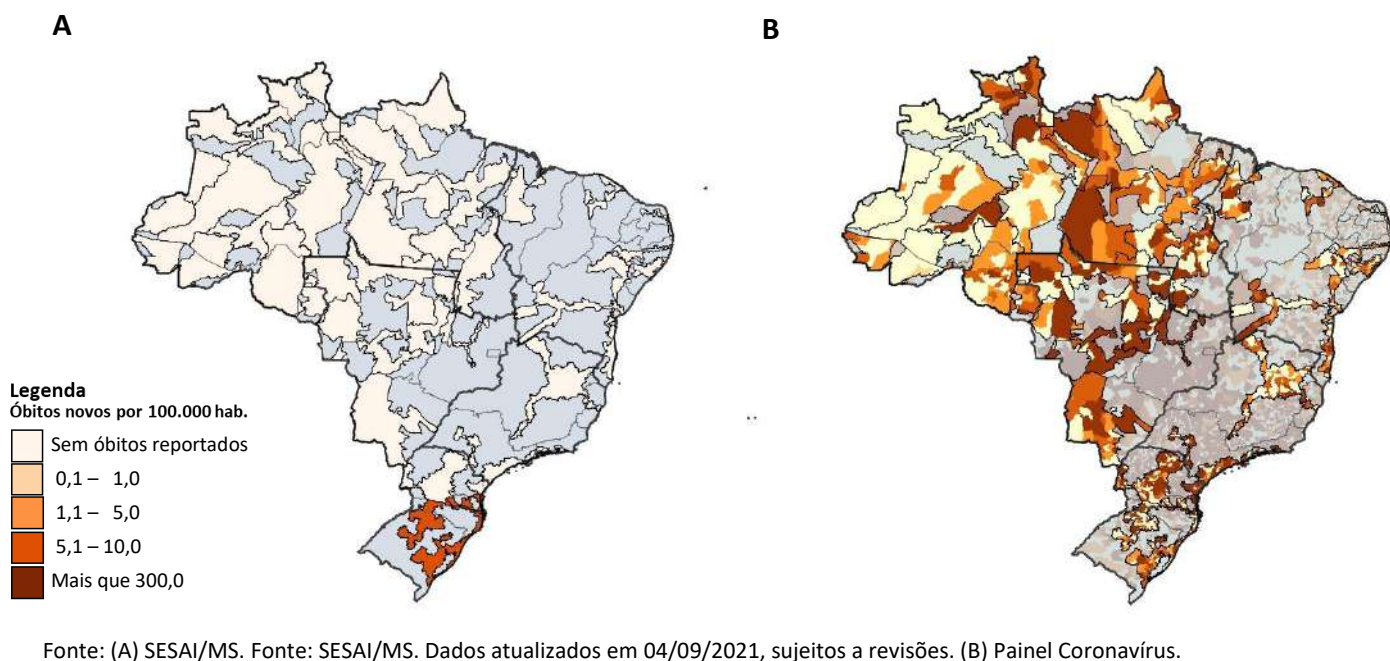 A
B
Legenda
Óbitos novos por 100.000 hab.
Sem óbitos reportados
0,1 – 1,0
1,1 – 5,0
5,1 – 10,0
Mais que 300,0
Fonte: (A) SESAI/MS. Fonte: SESAI/MS. Dados atualizados em 04/09/2021, sujeitos a revisões. (B) Painel Coronavírus.